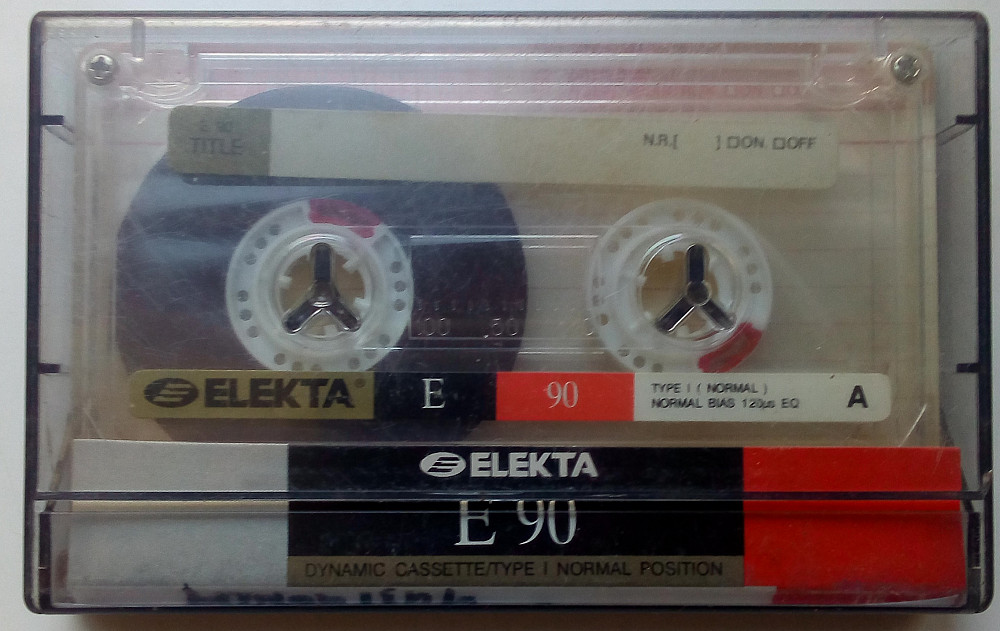 E 90
TITLE
N.R.[ ] ☐ON ☐OFF
100 50
ELEKTA®
E
90
TYPE I ( NORMAL )
NORMAL BIAS 120µs EQ
A
ELEKTA
E 90
DYNAMIC CASSETTE/TYPE I NORMAL POSITION